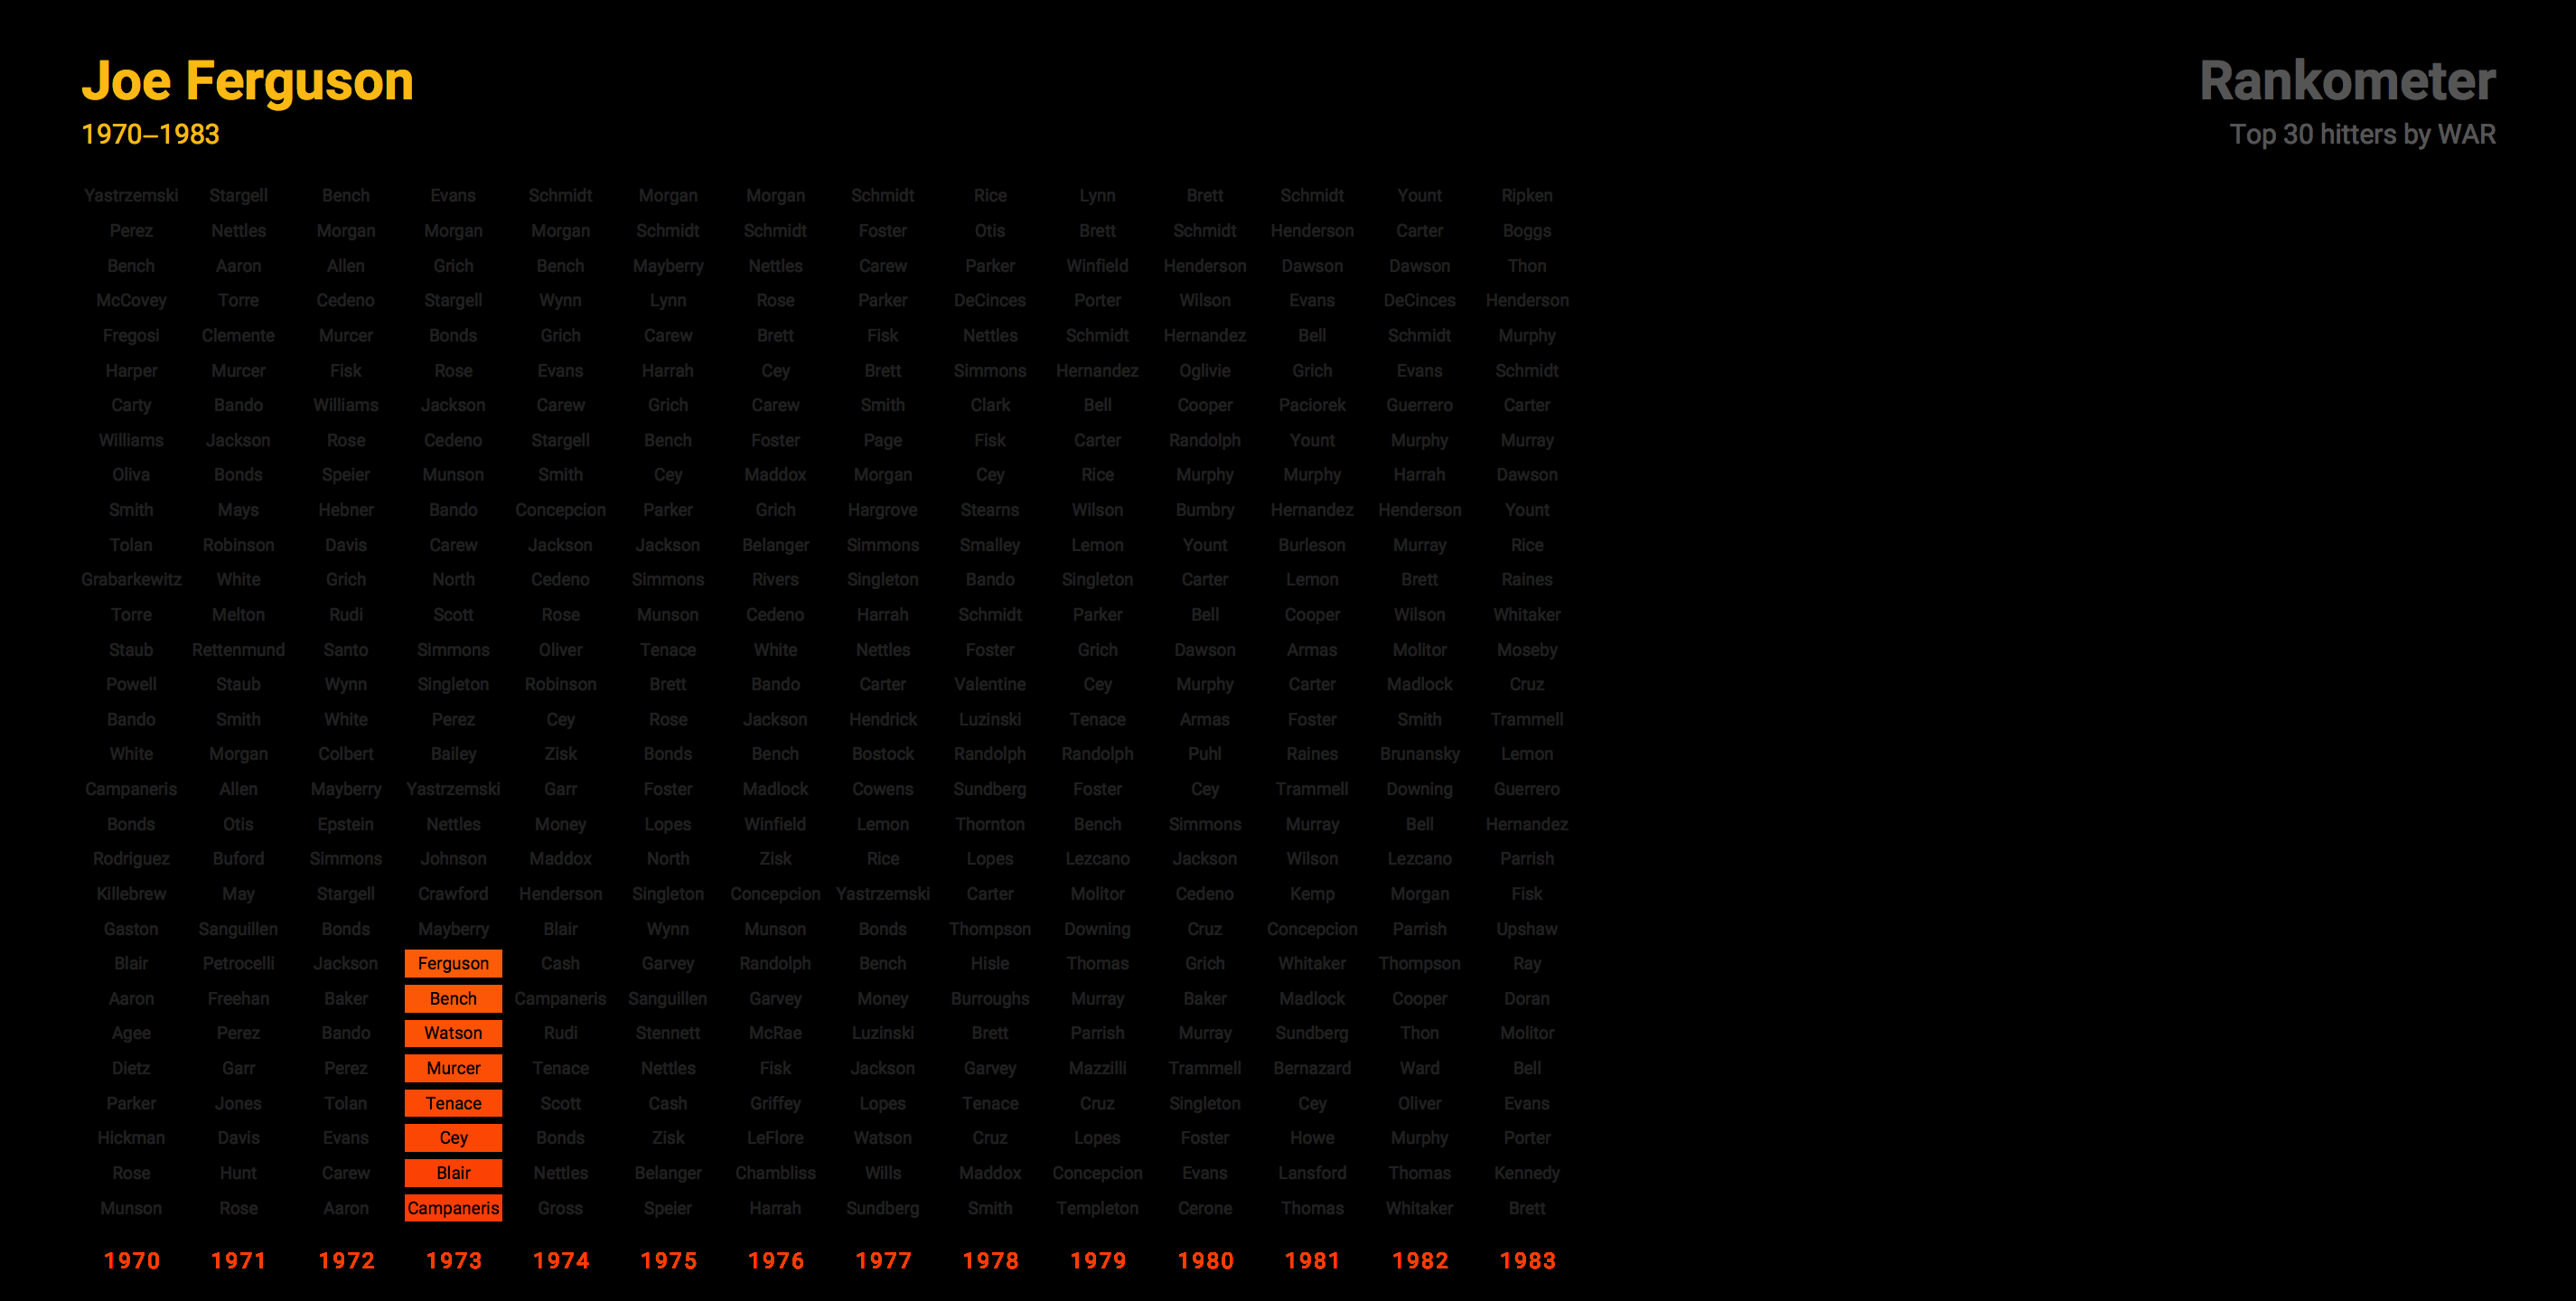 Joe Ferguson
Rankometer
1970–1983
Top 30 hitters by WAR
Yastrzemski Stargell Bench Evans Schmidt Morgan Morgan Schmidt Rice Lynn Brett Schmidt Yount Ripken
Perez Nettles Morgan Morgan Morgan Schmidt Schmidt Foster Otis Brett Schmidt Henderson Carter Boggs
Bench Aaron Allen Grich Bench Mayberry Nettles Carew Parker Winfield Henderson Dawson Dawson Thon
McCovey Torre Cedeno Stargell Wynn Lynn Rose Parker DeCinces Porter Wilson Evans DeCinces Henderson
Fregosi Clemente Murcer Bonds Grich Carew Brett Fisk Nettles Schmidt Hernandez Bell Schmidt Murphy
Harper Murcer Fisk Rose Evans Harrah Cey Brett Simmons Hernandez Oglivie Grich Evans Schmidt
Carty Bando Williams Jackson Carew Grich Carew Smith Clark Bell Cooper Paciorek Guerrero Carter
Williams Jackson Rose Cedeno Stargell Bench Foster Page Fisk Carter Randolph Yount Murphy Murray
Oliva Bonds Speier Munson Smith Cey Maddox Morgan Cey Rice Murphy Murphy Harrah Dawson
Smith Mays Hebner Bando Concepcion Parker Grich Hargrove Stearns Wilson Bumbry Hernandez Henderson Yount
Tolan Robinson Davis Carew Jackson Jackson Belanger Simmons Smalley Lemon Yount Burleson Murray Rice
Grabarkewitz White Grich North Cedeno Simmons Rivers Singleton Bando Singleton Carter Lemon Brett Raines
Torre Melton Rudi Scott Rose Munson Cedeno Harrah Schmidt Parker Bell Cooper Wilson Whitaker
Staub Rettenmund Santo Simmons Oliver Tenace White Nettles Foster Grich Dawson Armas Molitor Moseby
Powell Staub Wynn Singleton Robinson Brett Bando Carter Valentine Cey Murphy Carter Madlock Cruz
Bando Smith White Perez Cey Rose Jackson Hendrick Luzinski Tenace Armas Foster Smith Trammell
White Morgan Colbert Bailey Zisk Bonds Bench Bostock Randolph Randolph Puhl Raines Brunansky Lemon
Campaneris Allen Mayberry Yastrzemski Garr Foster Madlock Cowens Sundberg Foster Cey Trammell Downing Guerrero
Bonds Otis Epstein Nettles Money Lopes Winfield Lemon Thornton Bench Simmons Murray Bell Hernandez
Rodriguez Buford Simmons Johnson Maddox North Zisk Rice Lopes Lezcano Jackson Wilson Lezcano Parrish
Killebrew May Stargell Crawford Henderson Singleton Concepcion Yastrzemski Carter Molitor Cedeno Kemp Morgan Fisk
Gaston Sanguillen Bonds Mayberry Blair Wynn Munson Bonds Thompson Downing Cruz Concepcion Parrish Upshaw
Blair Petrocelli Jackson Ferguson Cash Garvey Randolph Bench Hisle Thomas Grich Whitaker Thompson Ray
Aaron Freehan Baker Bench Campaneris Sanguillen Garvey Money Burroughs Murray Baker Madlock Cooper Doran
Agee Perez Bando Watson Rudi Stennett McRae Luzinski Brett Parrish Murray Sundberg Thon Molitor
Dietz Garr Perez Murcer Tenace Nettles Fisk Jackson Garvey Mazzilli Trammell Bernazard Ward Bell
Parker Jones Tolan Tenace Scott Cash Griffey Lopes Tenace Cruz Singleton Cey Oliver Evans
Hickman Davis Evans Cey Bonds Zisk LeFlore Watson Cruz Lopes Foster Howe Murphy Porter
Rose Hunt Carew Blair Nettles Belanger Chambliss Wills Maddox Concepcion Evans Lansford Thomas Kennedy
Munson Rose Aaron Campaneris Gross Speier Harrah Sundberg Smith Templeton Cerone Thomas Whitaker Brett
1970 1971 1972 1973 1974 1975 1976 1977 1978 1979 1980 1981 1982 1983